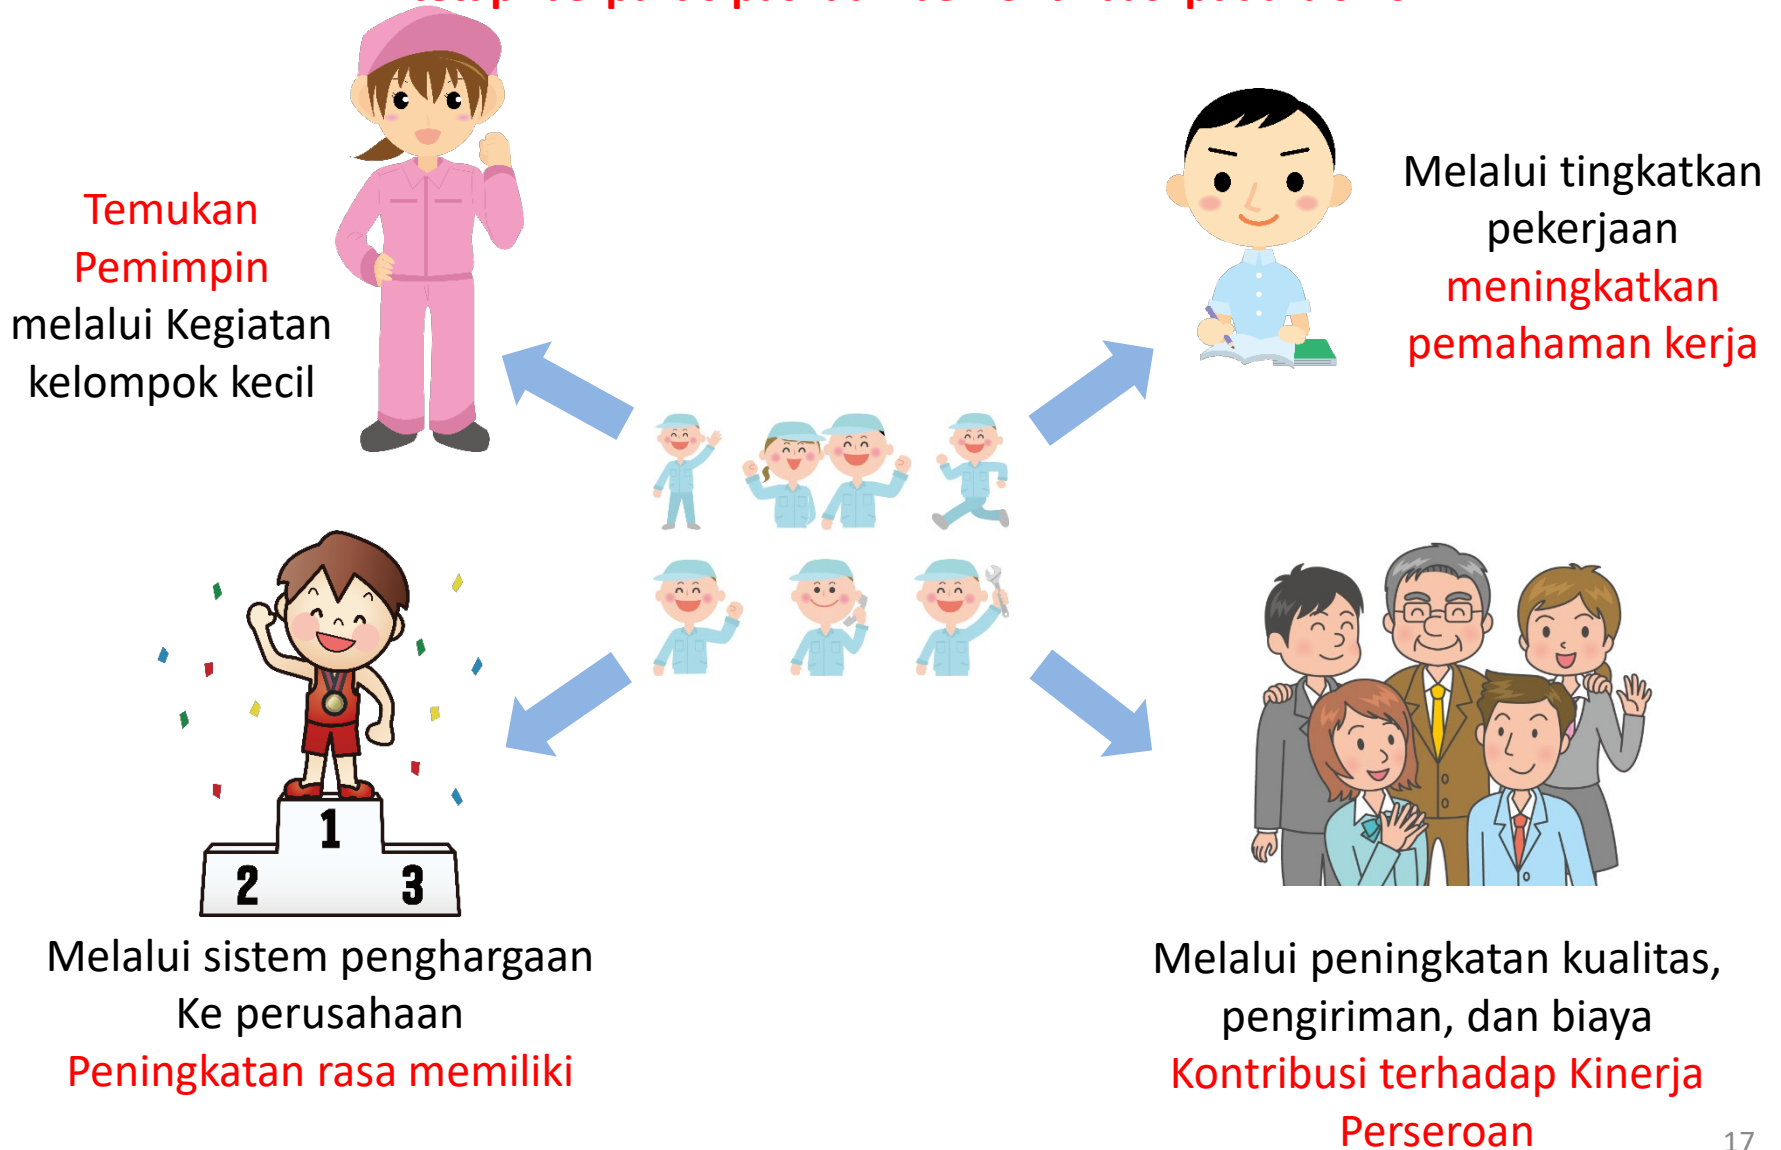 Temukan
Pemimpin
melalui Kegiatan
kelompok kecil
Melalui tingkatkan
pekerjaan
meningkatkan
pemahaman kerja
1
2
3
Melalui sistem penghargaan
Ke perusahaan
Peningkatan rasa memiliki
Melalui peningkatan kualitas,
pengiriman, dan biaya
Kontribusi terhadap Kinerja
Perseroan
17